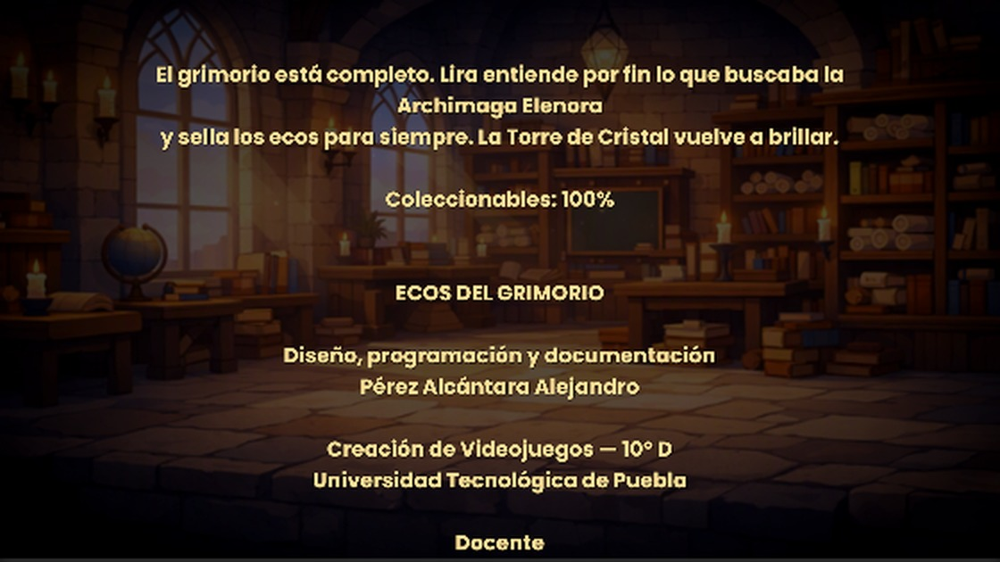 El grimorio está completo. Lira entiende por fin lo que buscaba la
Archimaga Elenora
y sella los ecos para siempre. La Torre de Cristal vuelve a brillar.
Coleccionables: 100%
ECOS DEL GRIMORIO
Diseño, programación y documentación
Pérez Alcántara Alejandro
Creación de Videojuegos — 10° D
Universidad Tecnológica de Puebla
Docente